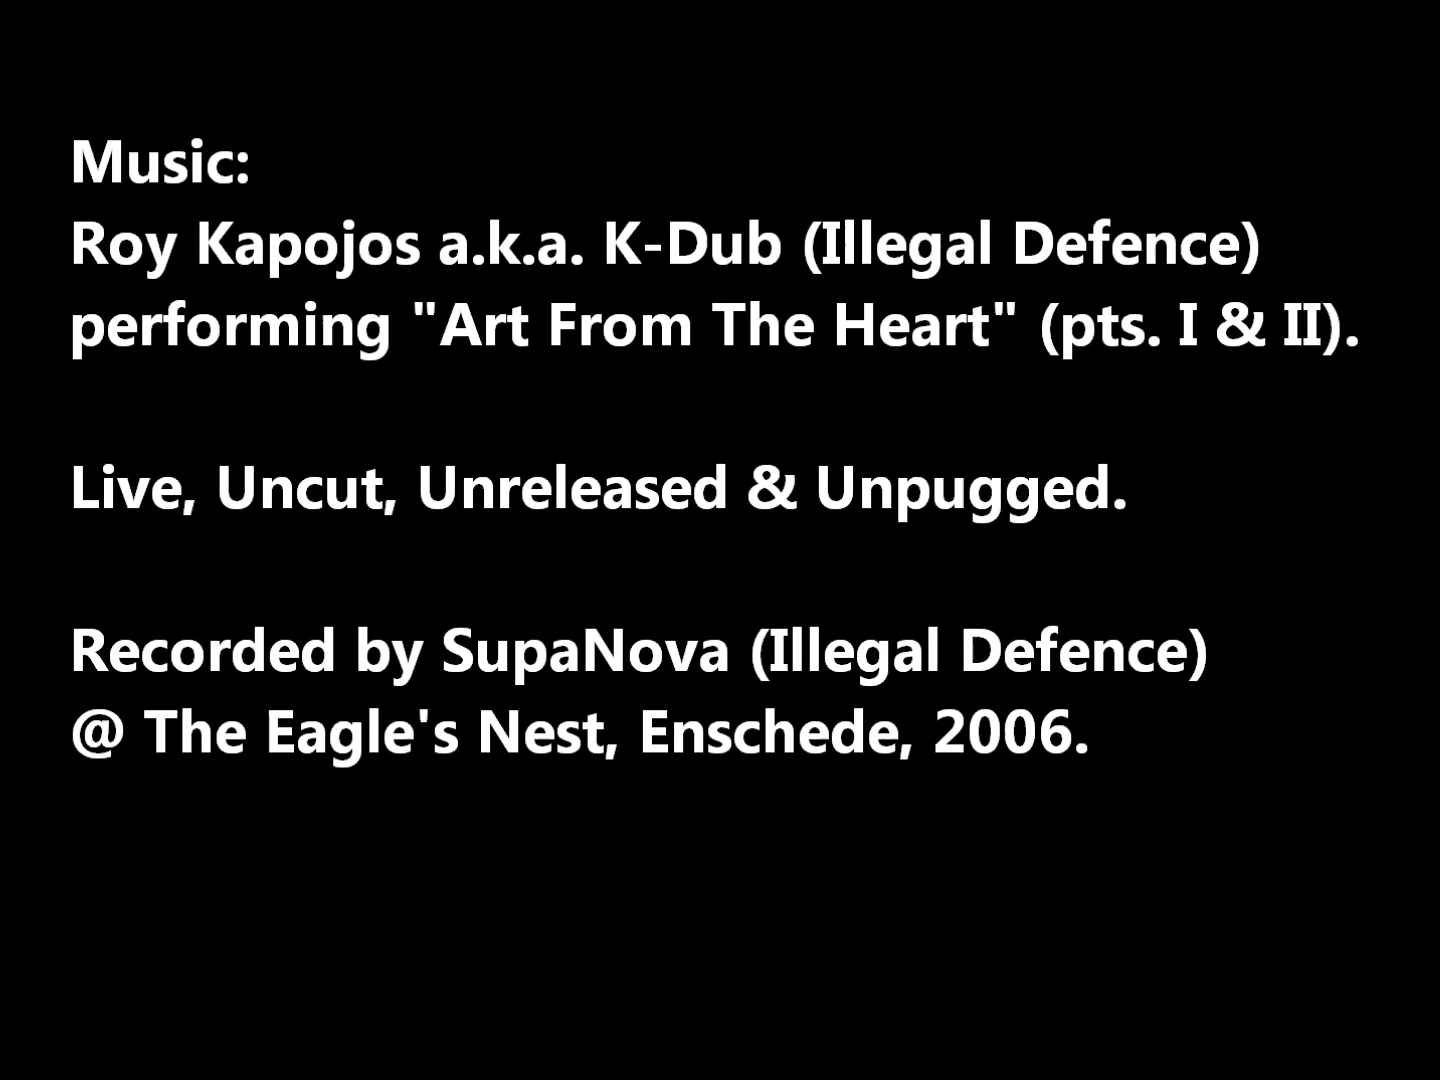 Music:
Roy Kapojos a.k.a. K-Dub (Illegal Defence)
performing "Art From The Heart" (pts. I & II).
Live, Uncut, Unreleased & Unpugged.
Recorded by SupaNova (Illegal Defence)
@ The Eagle's Nest, Enschede, 2006.